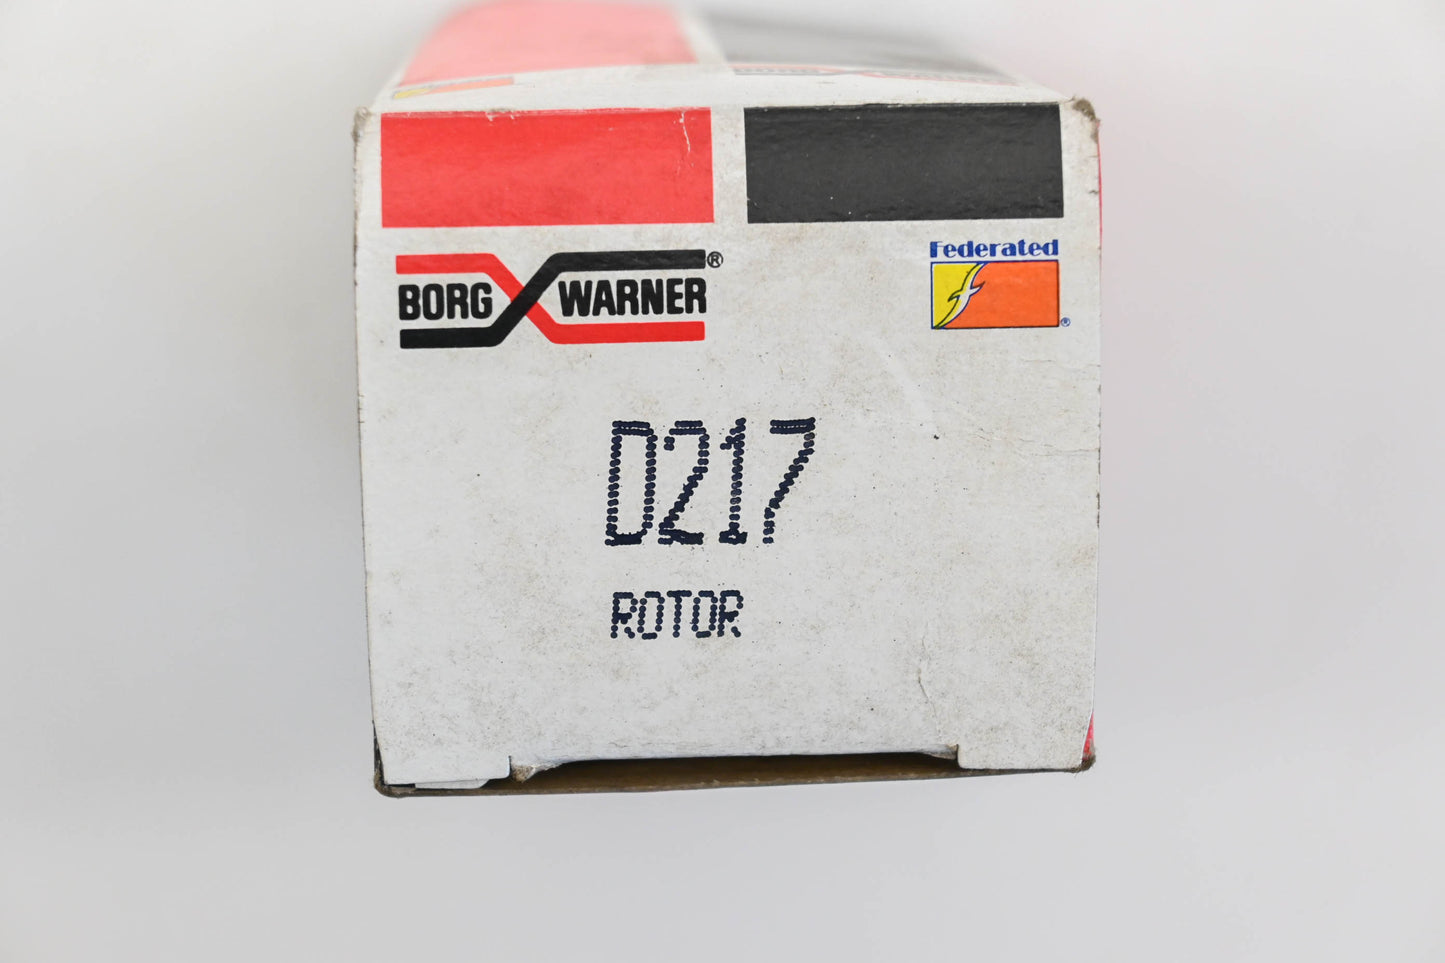 BORG WARNER®
Federated
®
D217
ROTOR